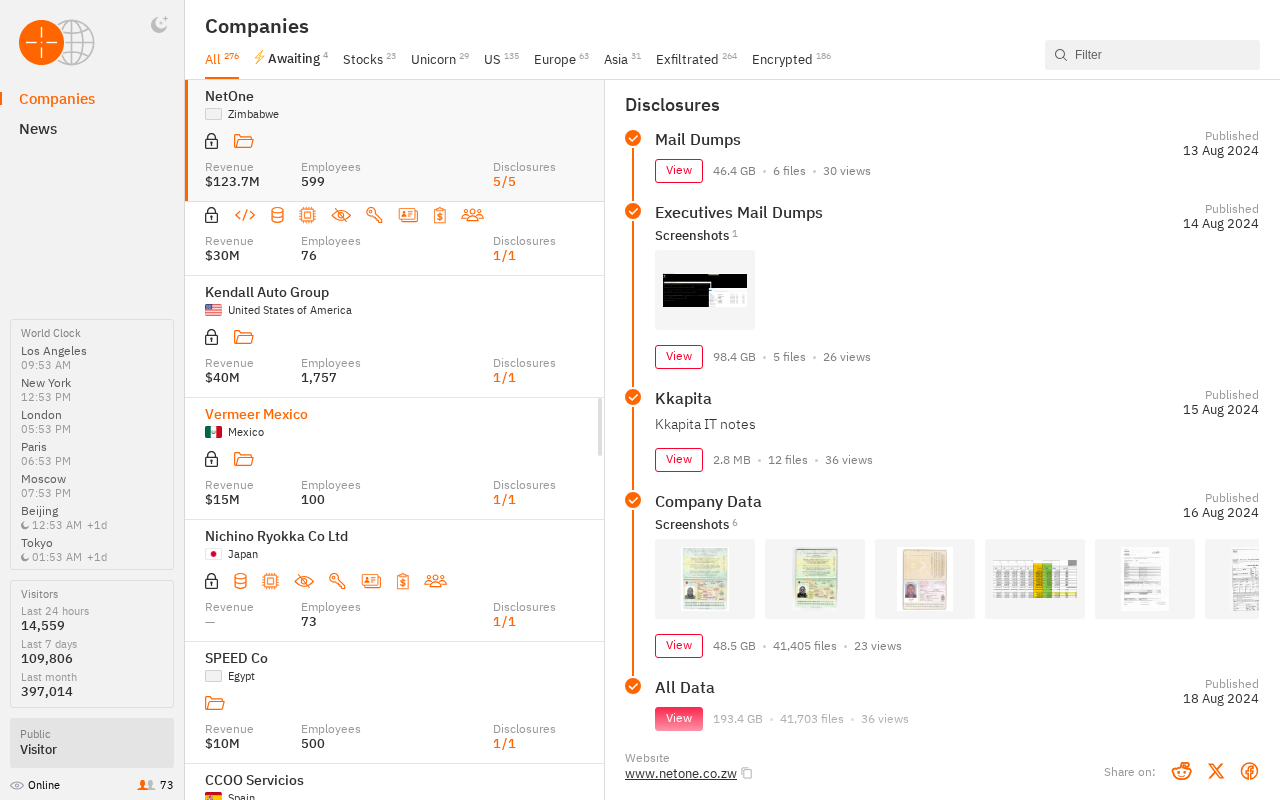 Companies
News
World Clock
Los Angeles
09:53 AM
New York
12:53 PM
London
05:53 PM
Paris
06:53 PM
Moscow
07:53 PM
Beijing
12:53 AM +1d
Tokyo
01:53 AM +1d
Visitors
Last 24 hours
14,559
Last 7 days
109,806
Last month
397,014
Public
Visitor
Online 73
Companies
All 276 Awaiting 4 Stocks 23 Unicorn 29 US 135 Europe 63 Asia 31 Exfiltrated 264 Encrypted 186
Filter
NetOne
Zimbabwe
Revenue Employees Disclosures
$123.7M 599 5/5
Revenue Employees Disclosures
$30M 76 1/1
Kendall Auto Group
United States of America
Revenue Employees Disclosures
$40M 1,757 1/1
Vermeer Mexico
Mexico
Revenue Employees Disclosures
$15M 100 1/1
Nichino Ryokka Co Ltd
Japan
Revenue Employees Disclosures
— 73 1/1
SPEED Co
Egypt
Revenue Employees Disclosures
$10M 500 1/1
CCOO Servicios
Spain
Disclosures
Mail Dumps
Published
13 Aug 2024
View 46.4 GB • 6 files • 30 views
Executives Mail Dumps
Published
14 Aug 2024
Screenshots 1
View 98.4 GB • 5 files • 26 views
Kkapita
Published
15 Aug 2024
Kkapita IT notes
View 2.8 MB • 12 files • 36 views
Company Data
Published
16 Aug 2024
Screenshots 6
View 48.5 GB • 41,405 files • 23 views
All Data
Published
18 Aug 2024
View 193.4 GB • 41,703 files • 36 views
Website
www.netone.co.zw
Share on: